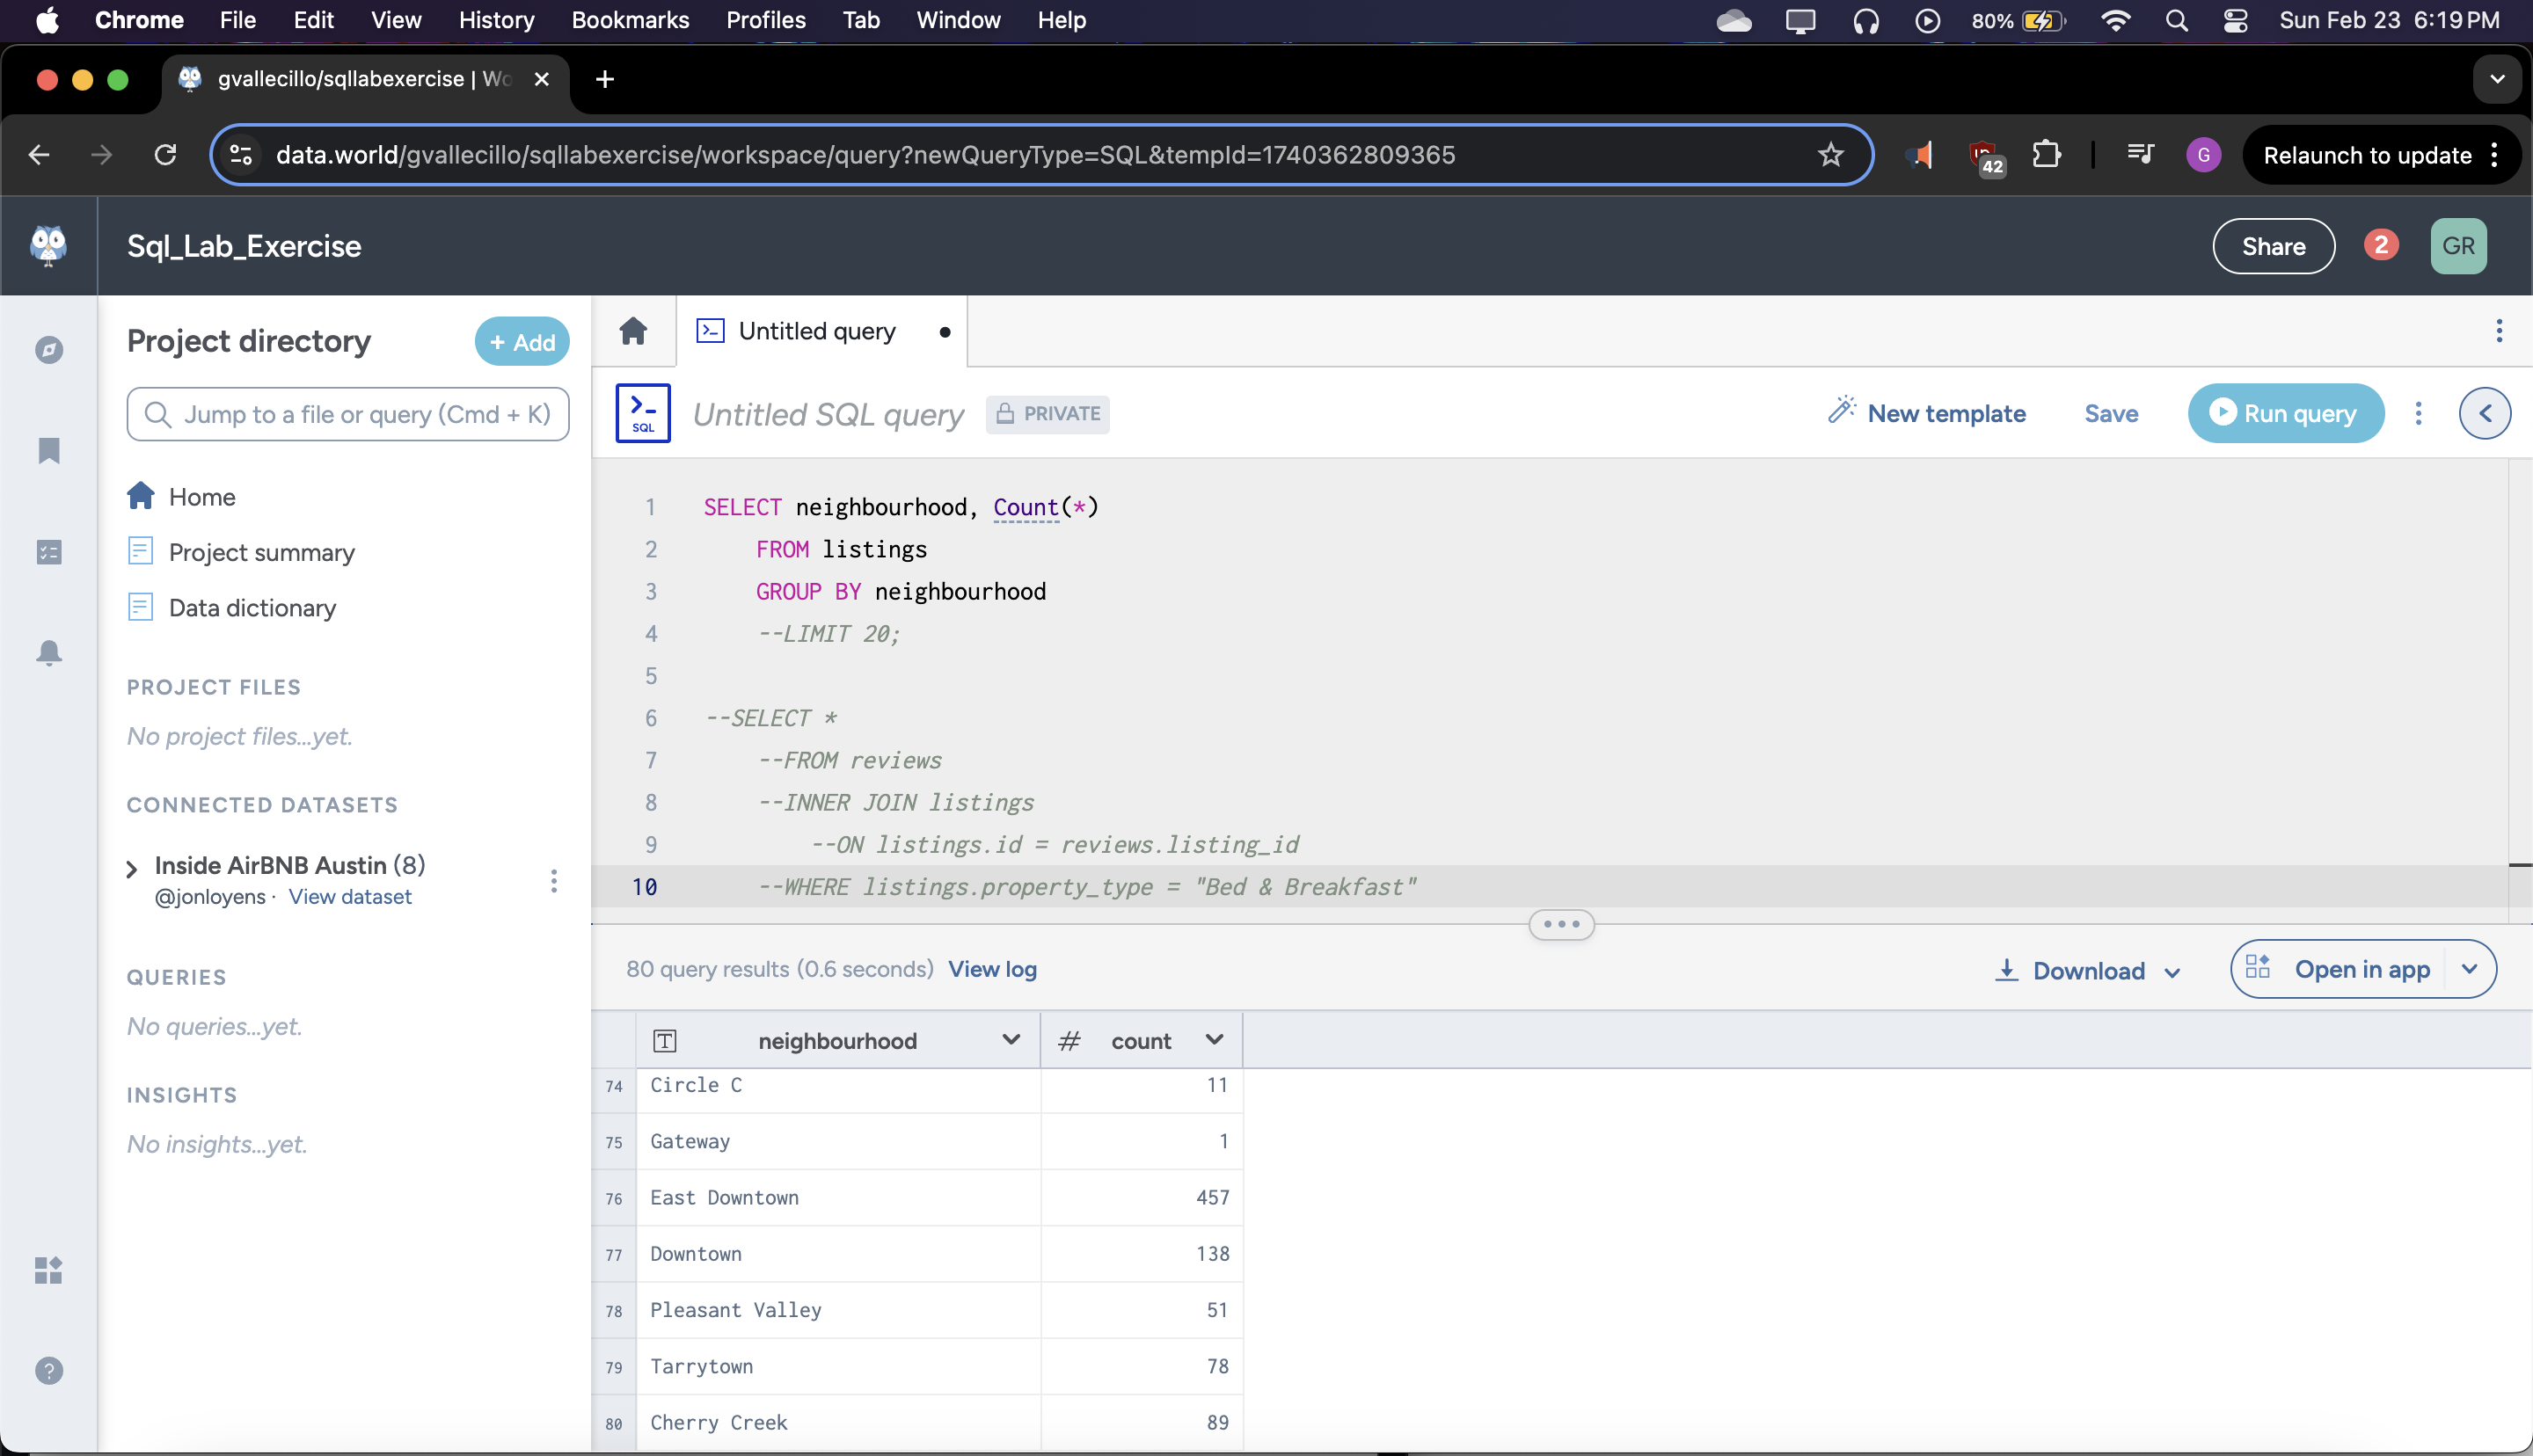 Chrome File Edit View History Bookmarks Profiles Tab Window Help 80% Sun Feb 23 6:19 PM
gvallecillo/sqllabexercise | Wo
data.world/gvallecillo/sqllabexercise/workspace/query?newQueryType=SQL&tempId=1740362809365 42 G Relaunch to update
Sql_Lab_Exercise Share 2 GR
Project directory + Add
Jump to a file or query (Cmd + K)
Home
Project summary
Data dictionary
PROJECT FILES
No project files...yet.
CONNECTED DATASETS
Inside AirBNB Austin (8)
@jonloyens · View dataset
QUERIES
No queries...yet.
INSIGHTS
No insights...yet.
Untitled query
SQL Untitled SQL query PRIVATE New template Save Run query
1 SELECT neighbourhood, Count(*)
2 FROM listings
3 GROUP BY neighbourhood
4 --LIMIT 20;
5
6 --SELECT *
7 --FROM reviews
8 --INNER JOIN listings
9 --ON listings.id = reviews.listing_id
10 --WHERE listings.property_type = "Bed & Breakfast"
80 query results (0.6 seconds) View log Download Open in app
T neighbourhood # count
74 Circle C 11
75 Gateway 1
76 East Downtown 457
77 Downtown 138
78 Pleasant Valley 51
79 Tarrytown 78
80 Cherry Creek 89
?